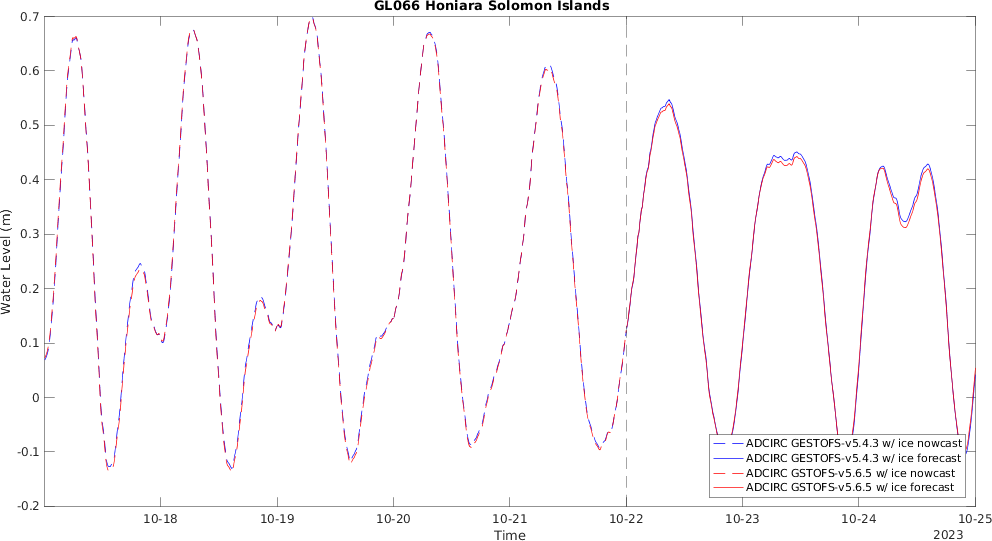 GL066 Honiara Solomon Islands
Water Level (m)
0.7
0.6
0.5
0.4
0.3
0.2
0.1
0
-0.1
-0.2
ADCIRC GESTOFS-v5.4.3 w/ ice nowcast
ADCIRC GESTOFS-v5.4.3 w/ ice forecast
ADCIRC GSTOFS-v5.6.5 w/ ice nowcast
ADCIRC GSTOFS-v5.6.5 w/ ice forecast
10-18 10-19 10-20 10-21 10-22 10-23 10-24 10-25
Time
2023